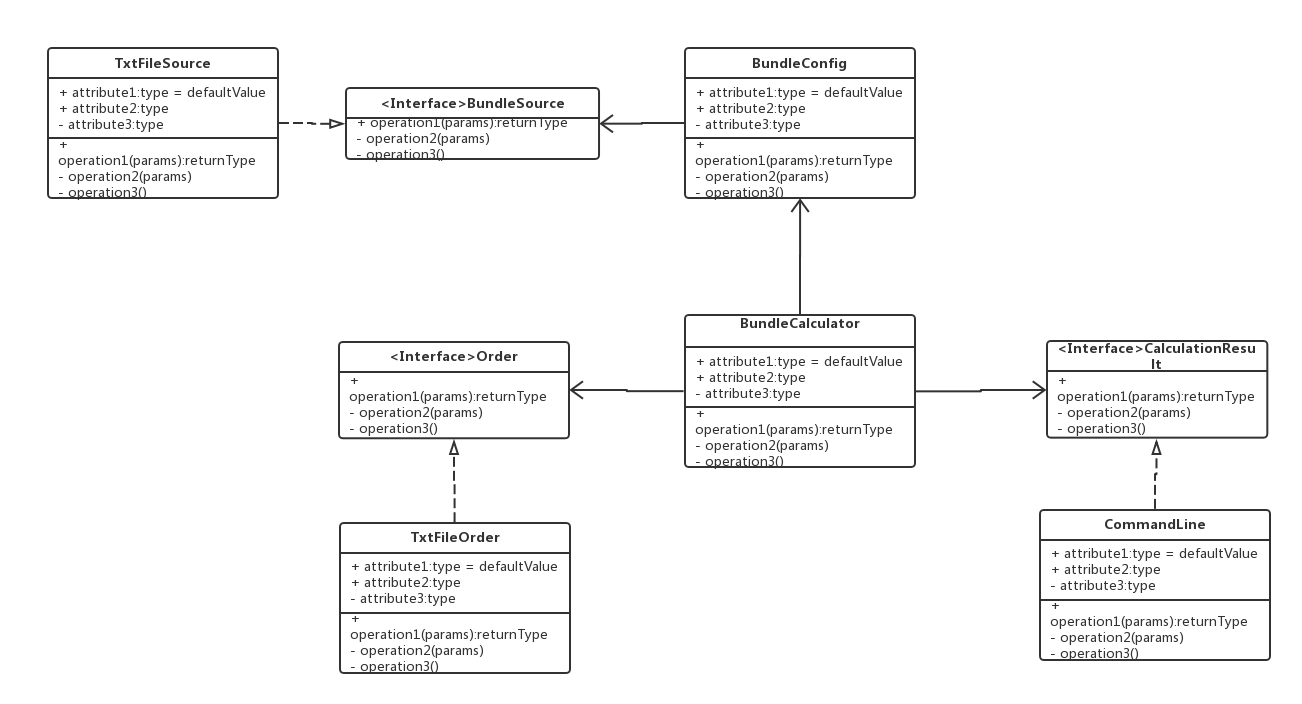 TxtFileSource
+ attribute1:type = defaultValue
+ attribute2:type
- attribute3:type
+
operation1(params):returnType
- operation2(params)
- operation3()
<Interface>BundleSource
+ operation1(params):returnType
- operation2(params)
- operation3()
BundleConfig
+ attribute1:type = defaultValue
+ attribute2:type
- attribute3:type
+
operation1(params):returnType
- operation2(params)
- operation3()
<Interface>Order
+
operation1(params):returnType
- operation2(params)
- operation3()
BundleCalculator
+ attribute1:type = defaultValue
+ attribute2:type
- attribute3:type
+
operation1(params):returnType
- operation2(params)
- operation3()
<Interface>CalculationResu
lt
+
operation1(params):returnType
- operation2(params)
- operation3()
TxtFileOrder
+ attribute1:type = defaultValue
+ attribute2:type
- attribute3:type
+
operation1(params):returnType
- operation2(params)
- operation3()
CommandLine
+ attribute1:type = defaultValue
+ attribute2:type
- attribute3:type
+
operation1(params):returnType
- operation2(params)
- operation3()